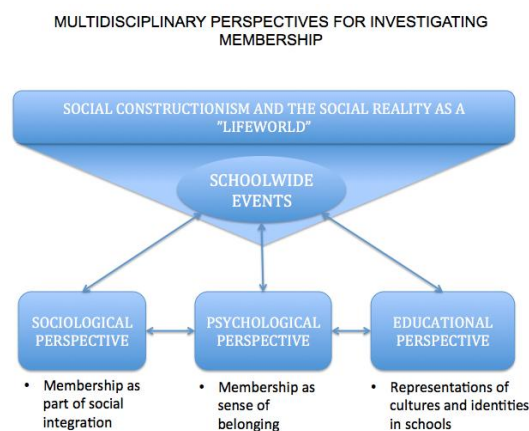 MULTIDISCIPLINARY PERSPECTIVES FOR INVESTIGATING
MEMBERSHIP
SOCIAL CONSTRUCTIONISM AND THE SOCIAL REALITY AS A
"LIFEWORLD"
SCHOOLWIDE
EVENTS
SOCIOLOGICAL
PERSPECTIVE
PSYCHOLOGICAL
PERSPECTIVE
EDUCATIONAL
PERSPECTIVE
• Membership as
part of social
integration
• Membership as
sense of
belonging
• Representations of
cultures and identities
in schools